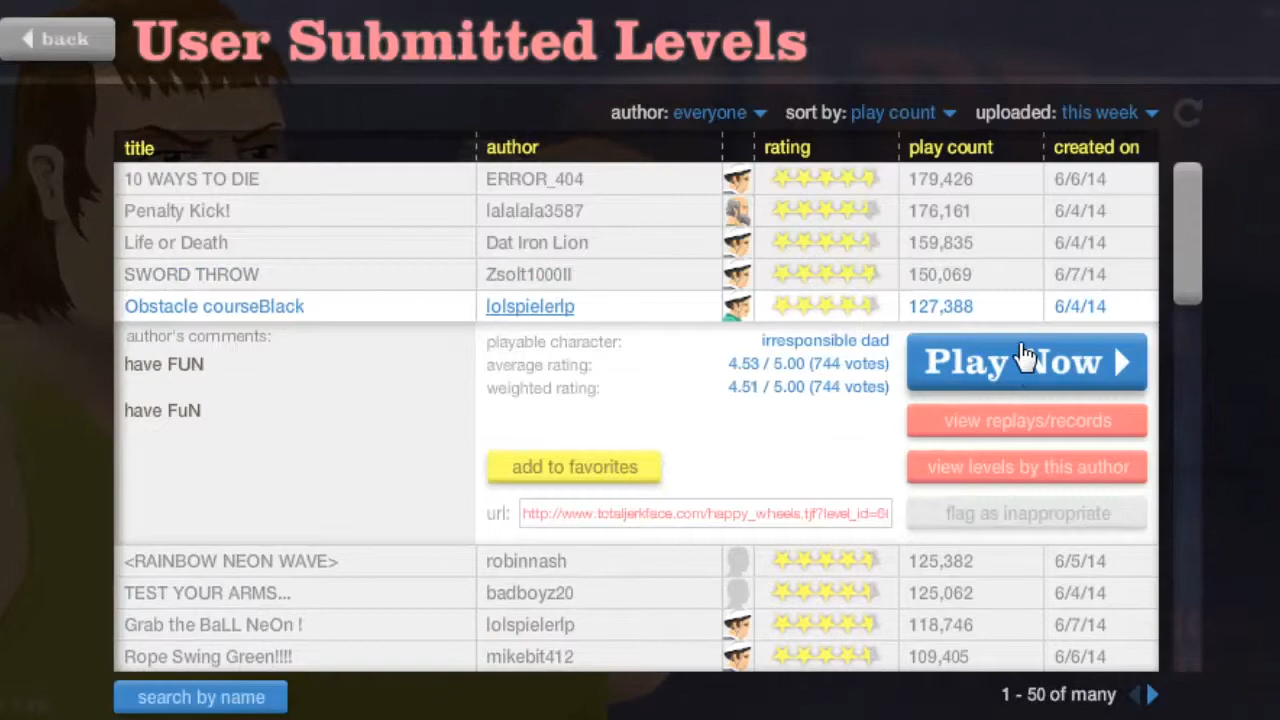 back
User Submitted Levels
author: everyone sort by: play count uploaded: this week
title author rating play count created on
10 WAYS TO DIE ERROR_404 179,426 6/6/14
Penalty Kick! lalalala3587 176,161 6/4/14
Life or Death Dat Iron Lion 159,835 6/4/14
SWORD THROW Zsolt1000II 150,069 6/7/14
Obstacle courseBlack lolspielerlp 127,388 6/4/14
author's comments:
have FUN
have FuN
playable character: irresponsible dad
average rating: 4.53 / 5.00 (744 votes)
weighted rating: 4.51 / 5.00 (744 votes)
add to favorites
url: http://www.totaljerkface.com/happy_wheels.tjf?level_id=6
Play Now
view replays/records
view levels by this author
flag as inappropriate
<RAINBOW NEON WAVE> robinnash 125,382 6/5/14
TEST YOUR ARMS... badboyz20 125,062 6/4/14
Grab the BaLL NeOn ! lolspielerlp 118,746 6/7/14
Rope Swing Green!!!! mikebit412 109,405 6/6/14
search by name
1 - 50 of many